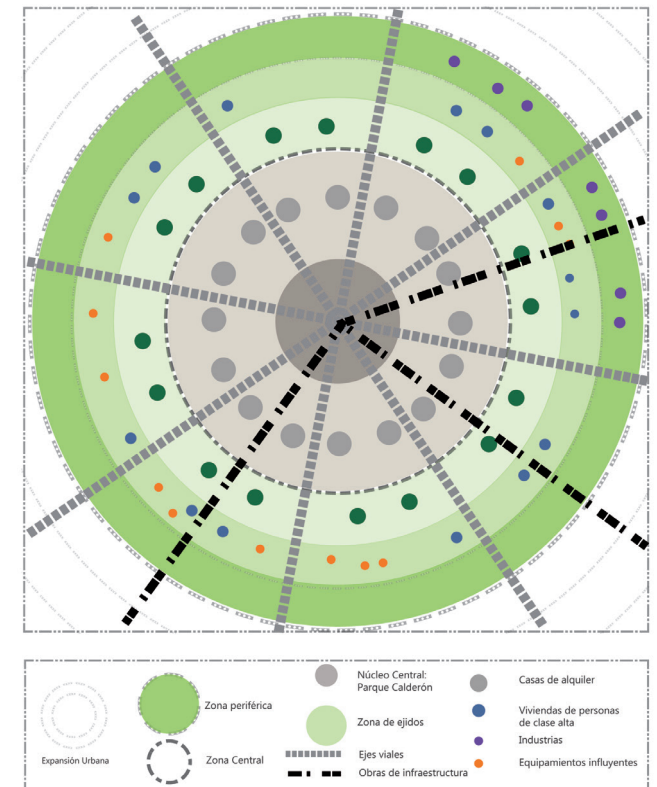 Expansión Urbana
Zona periférica
Zona Central
Núcleo Central:
Parque Calderón
Zona de ejidos
Ejes viales
Obras de infraestructura
Casas de alquiler
Viviendas de personas
de clase alta
Industrias
Equipamientos influyentes